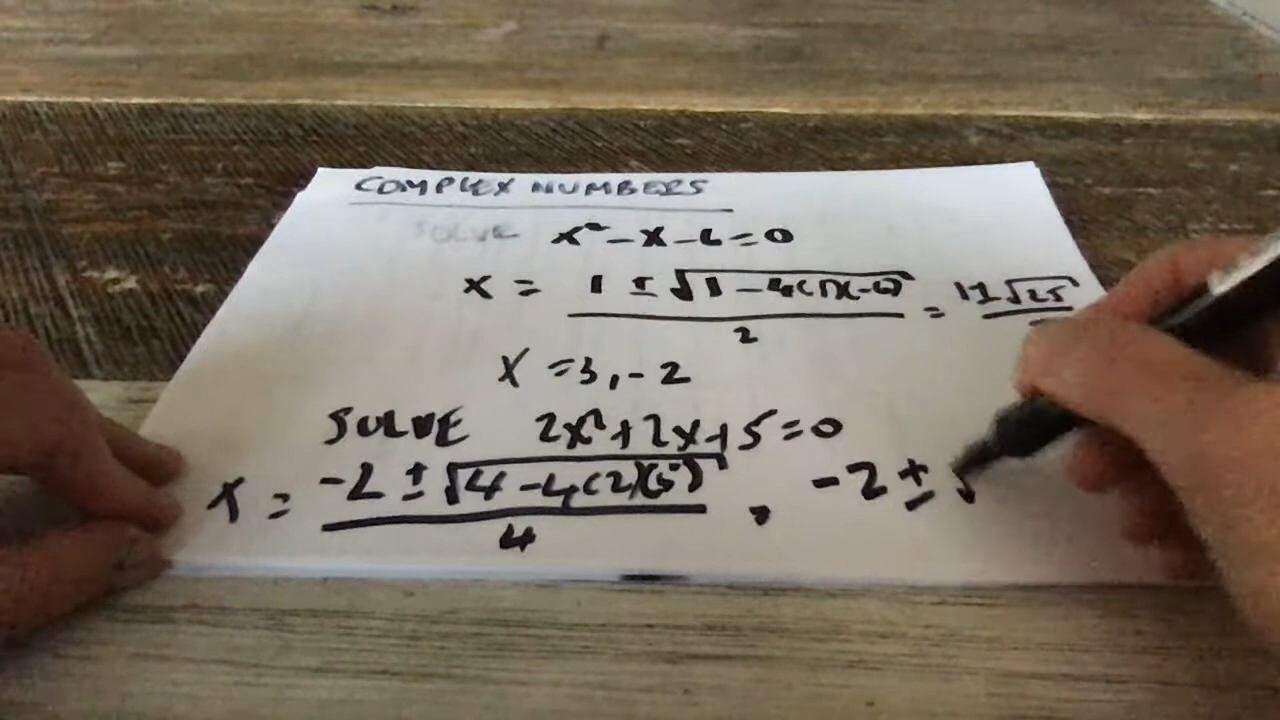 COMPLEX NUMBERS
SOLVE x² - x - 6 = 0
x = 1 ± √1 - 4(1)(-6) / 2 = 1 ± √25
x = 3, -2
SOLVE 2x² + 2x + 5 = 0
x = -2 ± √4 - 4(2)(5) / 4 = -2 ± √